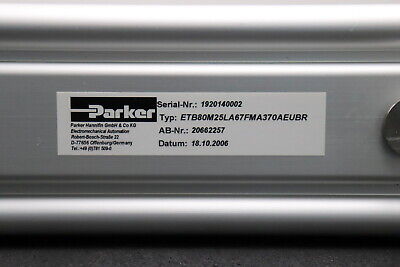 Parker
Parker Hannifin GmbH & Co KG
Electromechanical Automation
Robert-Bosch-Straße 22
D-77656 Offenburg/Germany
Tel.:+49 (0)781 509-0
Serial-Nr.: 1920140002
Typ: ETB80M25LA67FMA370AEUBR
AB-Nr.: 20662257
Datum: 18.10.2006